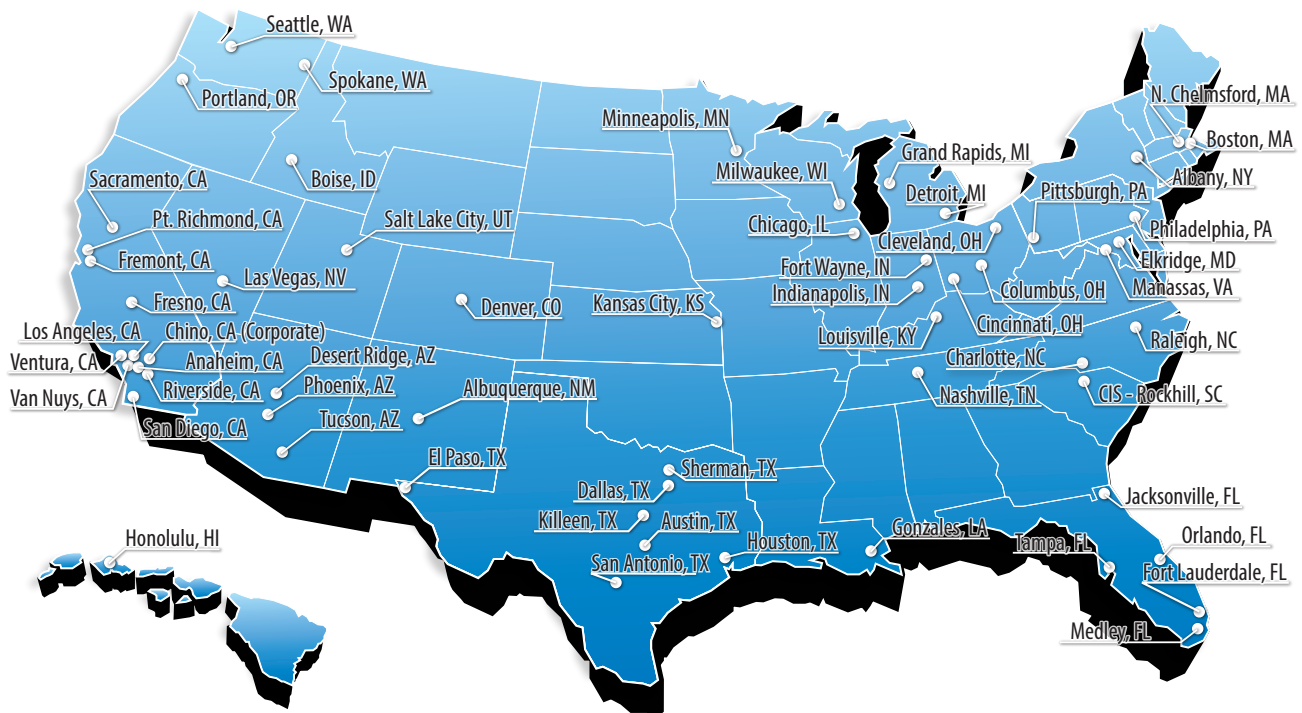 Seattle, WA
Spokane, WA
Portland, OR
N. Chelmsford, MA
Minneapolis, MN
Boston, MA
Grand Rapids, MI
Milwaukee, WI
Boise, ID
Albany, NY
Sacramento, CA
Detroit, MI
Pittsburgh, PA
Pt. Richmond, CA
Salt Lake City, UT
Chicago, IL
Philadelphia, PA
Cleveland, OH
Fremont, CA
Elkridge, MD
Fort Wayne, IN
Las Vegas, NV
Indianapolis, IN
Columbus, OH
Manassas, VA
Fresno, CA
Denver, CO
Kansas City, KS
Cincinnati, OH
Louisville, KY
Los Angeles, CA
Chino, CA (Corporate)
Raleigh, NC
Ventura, CA
Anaheim, CA
Desert Ridge, AZ
Charlotte, NC
Van Nuys, CA
Riverside, CA
Phoenix, AZ
Albuquerque, NM
Nashville, TN
CIS - Rockhill, SC
San Diego, CA
Tucson, AZ
El Paso, TX
Sherman, TX
Dallas, TX
Jacksonville, FL
Killeen, TX
Austin, TX
Gonzales, LA
Honolulu, HI
Houston, TX
Orlando, FL
Tampa, FL
San Antonio, TX
Fort Lauderdale, FL
Medley, FL